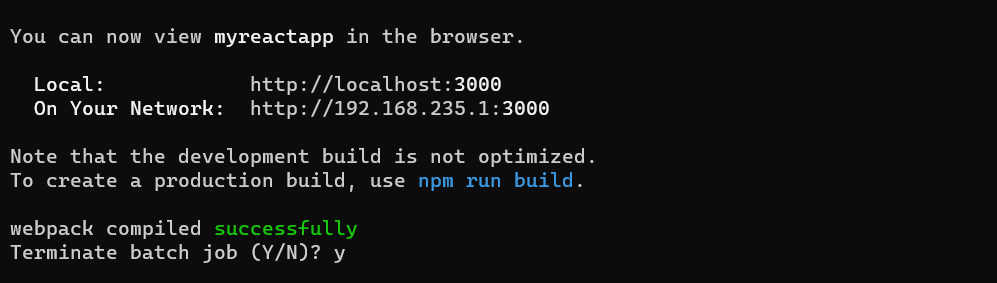 You can now view myreactapp in the browser.
Local: http://localhost:3000
On Your Network: http://192.168.235.1:3000
Note that the development build is not optimized.
To create a production build, use npm run build.
webpack compiled successfully
Terminate batch job (Y/N)? y